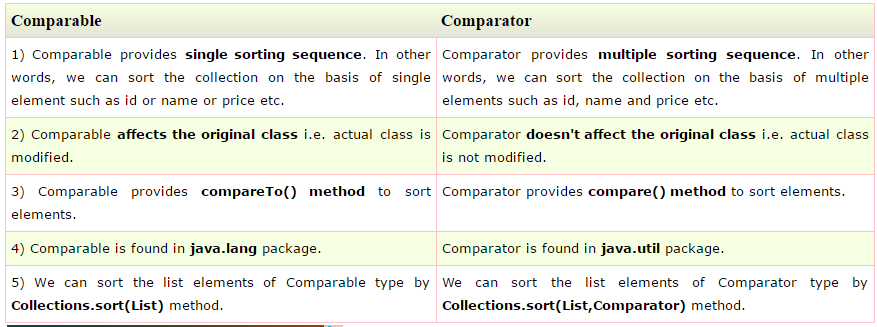 Comparable Comparator
1) Comparable provides single sorting sequence. In other
words, we can sort the collection on the basis of single
element such as id or name or price etc.
Comparator provides multiple sorting sequence. In other
words, we can sort the collection on the basis of multiple
elements such as id, name and price etc.
2) Comparable affects the original class i.e. actual class is
modified.
Comparator doesn't affect the original class i.e. actual class
is not modified.
3) Comparable provides compareTo() method to sort
elements.
Comparator provides compare() method to sort elements.
4) Comparable is found in java.lang package.
Comparator is found in java.util package.
5) We can sort the list elements of Comparable type by
Collections.sort(List) method.
We can sort the list elements of Comparator type by
Collections.sort(List,Comparator) method.